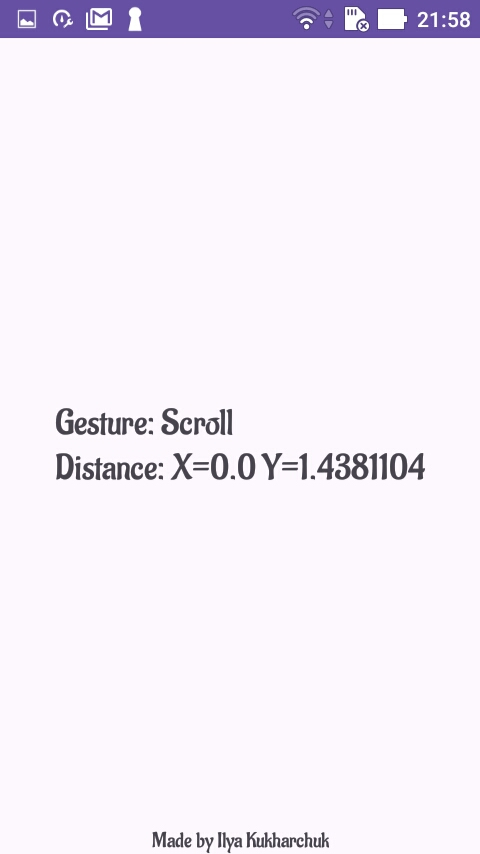 21:58
Gesture: Scroll
Distance: X=0.0 Y=1.4381104
Made by Ilya Kukharchuk